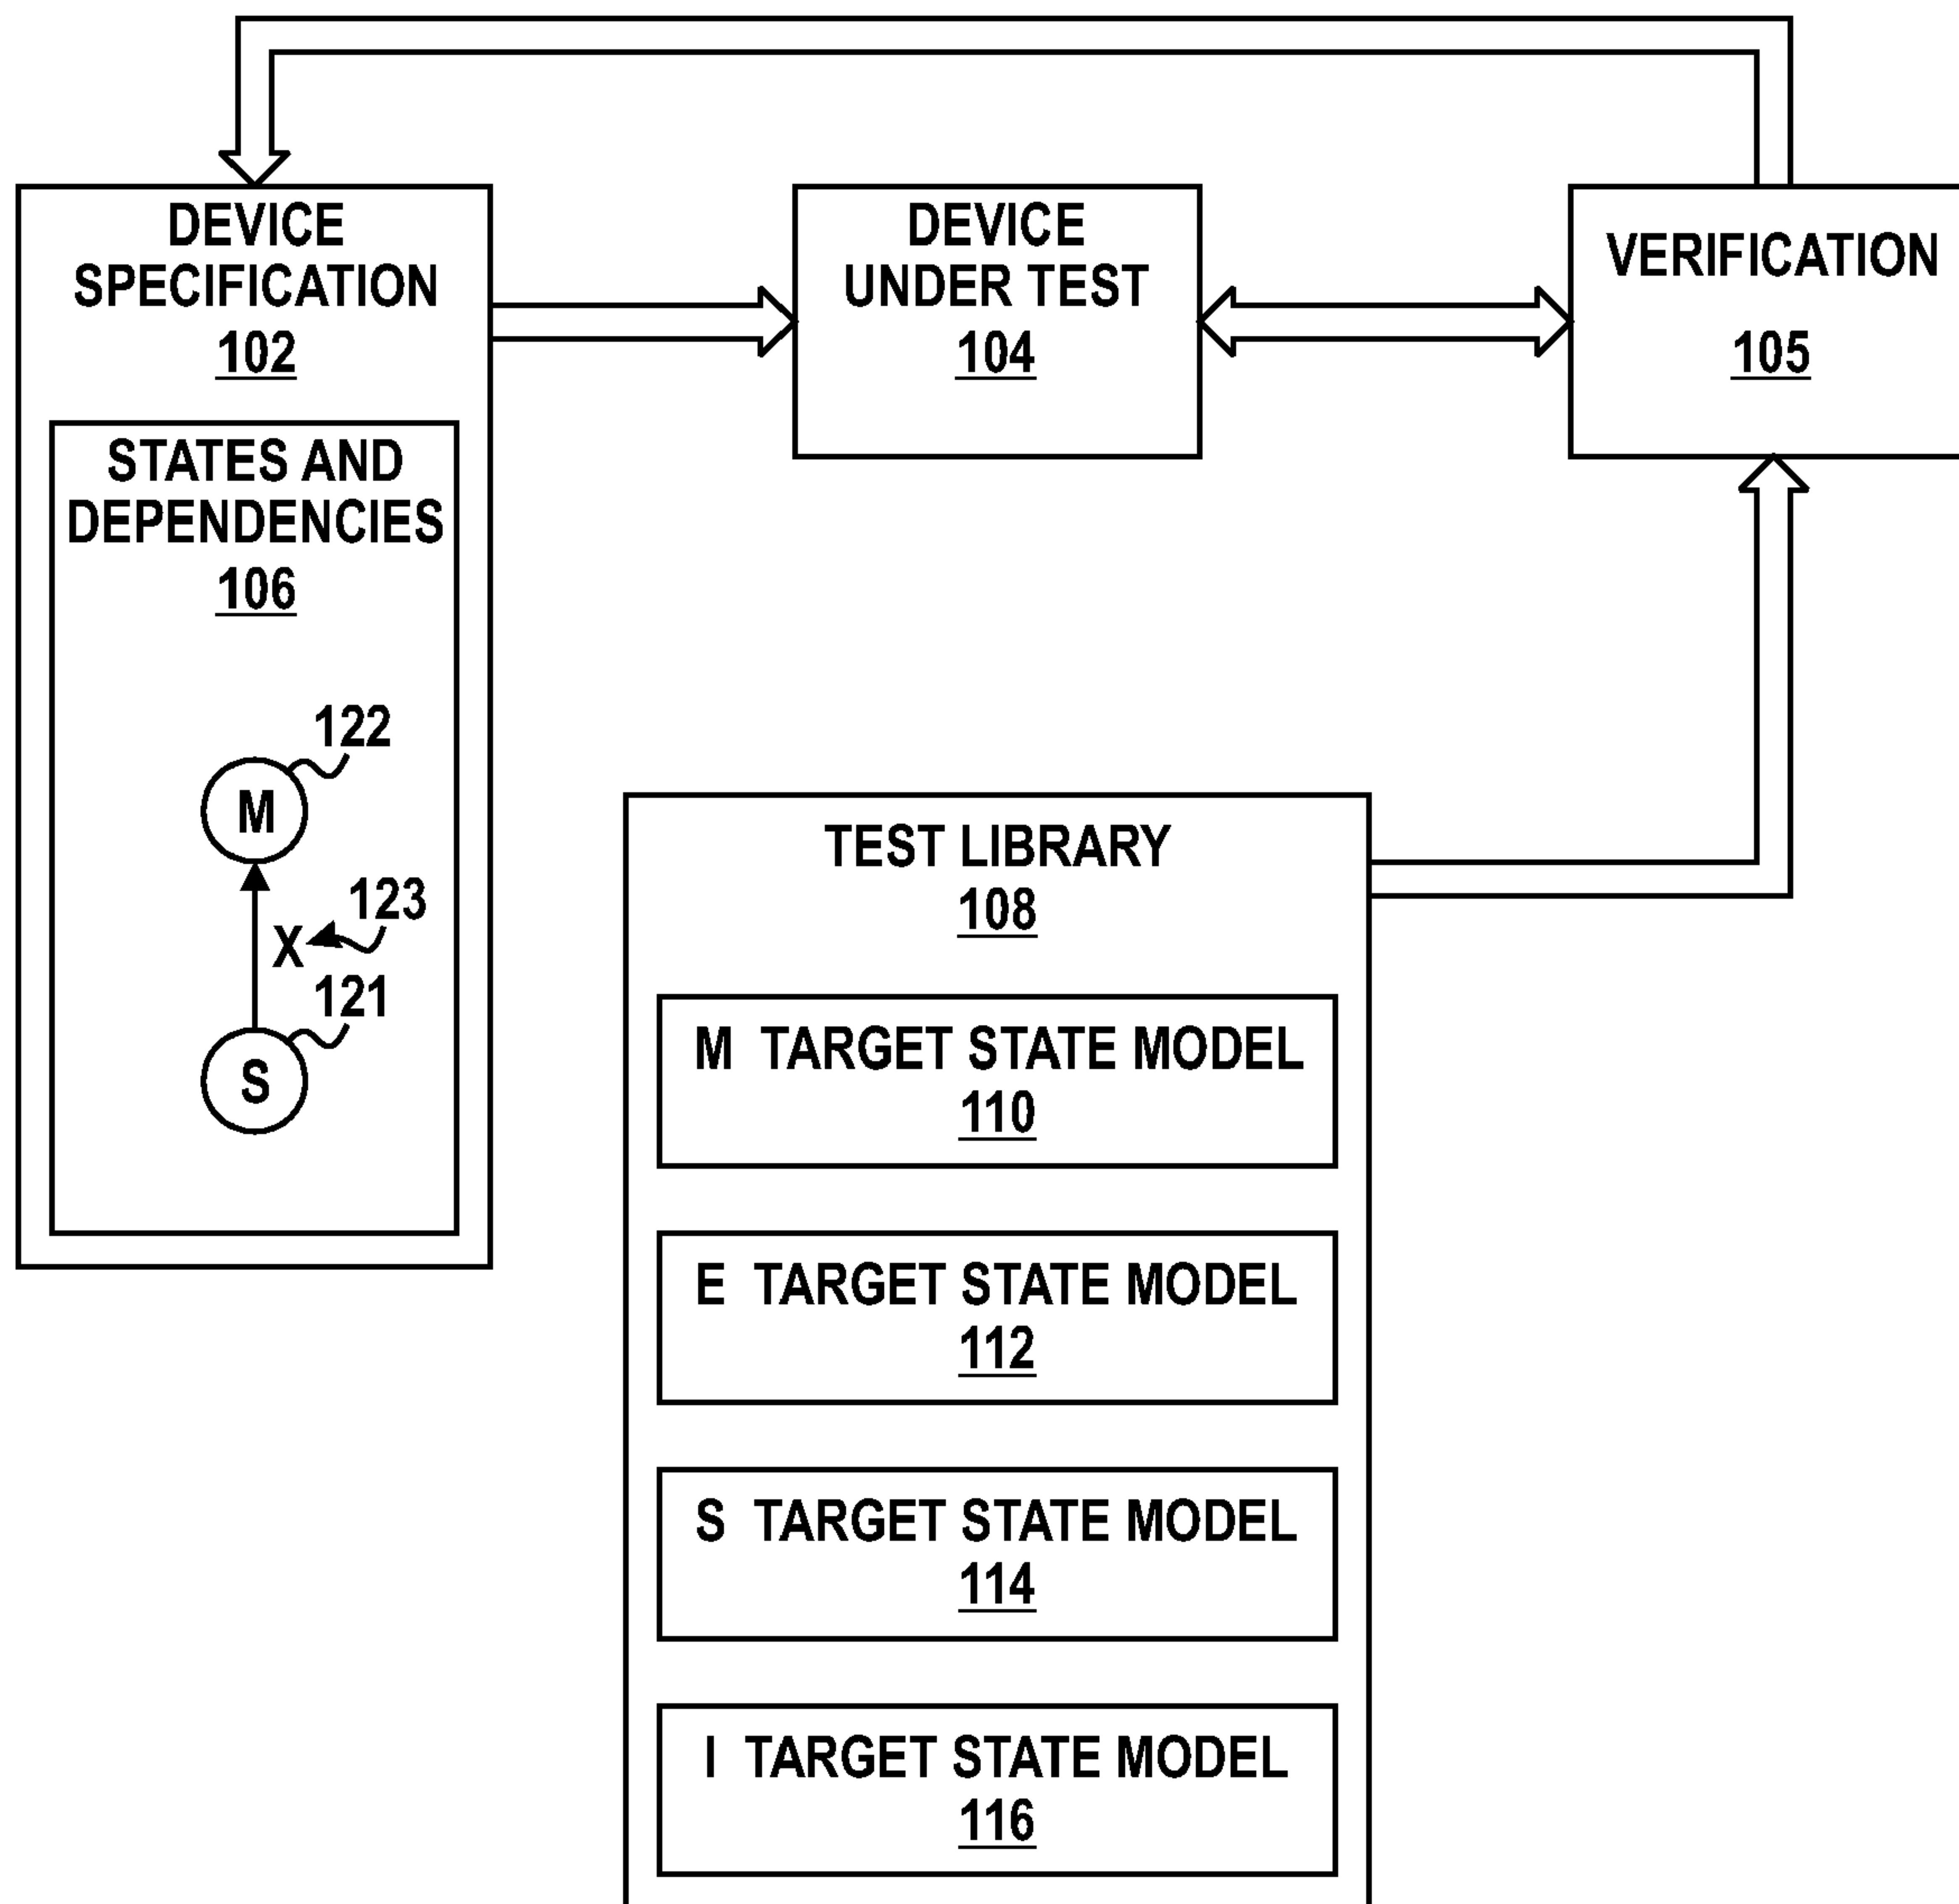 DEVICE
SPECIFICATION
102
STATES AND
DEPENDENCIES
106
122
M
123
X
121
S
DEVICE
UNDER TEST
104
VERIFICATION
105
TEST LIBRARY
108
M TARGET STATE MODEL
110
E TARGET STATE MODEL
112
S TARGET STATE MODEL
114
I TARGET STATE MODEL
116